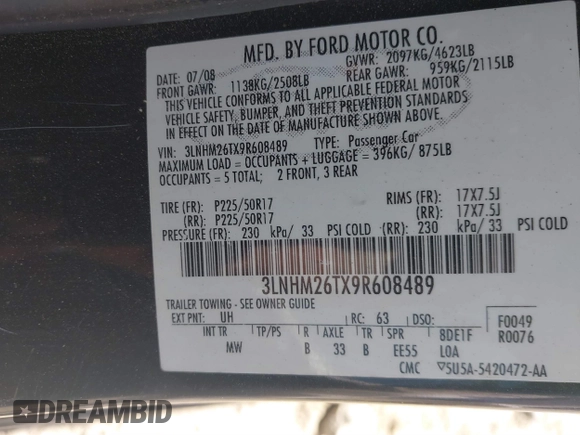 MFD. BY FORD MOTOR CO.
DATE: 07/08 GVWR: 2097KG/4623LB
FRONT GAWR: 1138KG/2508LB REAR GAWR: 959KG/2115LB
THIS VEHICLE CONFORMS TO ALL APPLICABLE FEDERAL MOTOR
VEHICLE SAFETY, BUMPER, AND THEFT PREVENTION STANDARDS
IN EFFECT ON THE DATE OF MANUFACTURE SHOWN ABOVE.
VIN: 3LNHM26TX9R608489 TYPE: Passenger Car
MAXIMUM LOAD = OCCUPANTS + LUGGAGE = 396KG/ 875LB
OCCUPANTS = 5 TOTAL; 2 FRONT, 3 REAR
TIRE (FR): P225/50R17 RIMS (FR): 17X7.5J
(RR): P225/50R17 (RR): 17X7.5J
PRESSURE (FR): 230 kPa/ 33 PSI COLD (RR): 230 kPa/ 33 PSI COLD
3LNHM26TX9R608489
TRAILER TOWING - SEE OWNER GUIDE
EXT PNT: UH RC: 63 DSO: F0049
INT TR TP/PS R AXLE TR SPR 8DE1F R0076
MW B 33 B EE55 L0A
CMC ▽5U5A-5420472-AA
DREAMBID